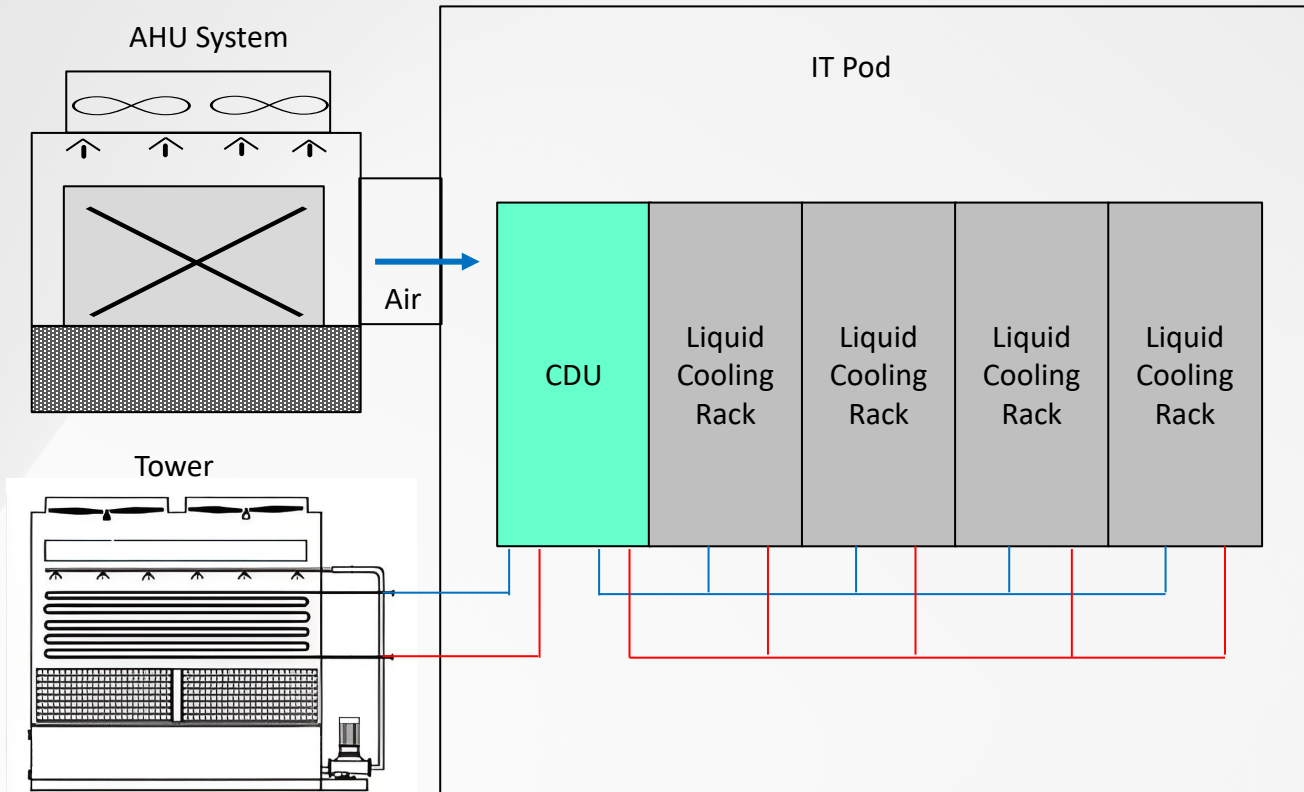 AHU System
IT Pod
Air
CDU
Liquid
Cooling
Rack
Liquid
Cooling
Rack
Liquid
Cooling
Rack
Liquid
Cooling
Rack
Tower